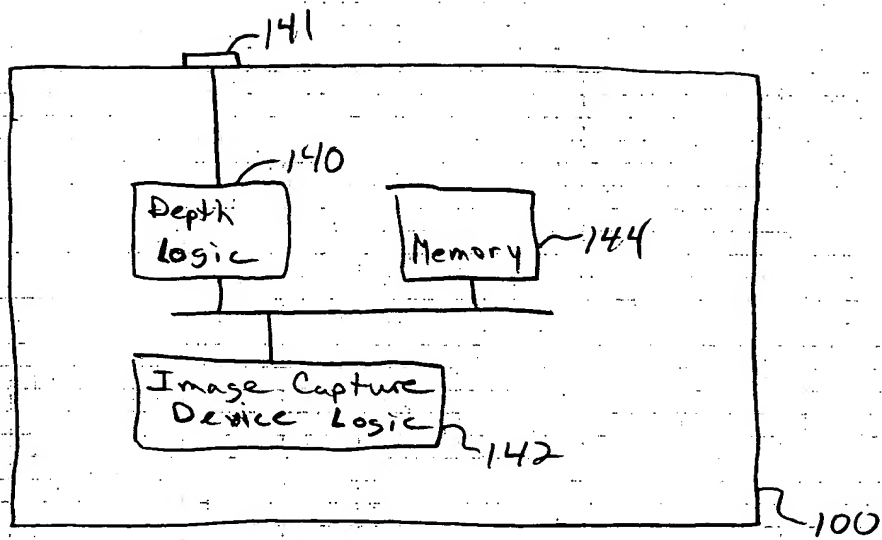 141
140
Depth
Logic
Memory
144
Image Capture
Device Logic
142
100